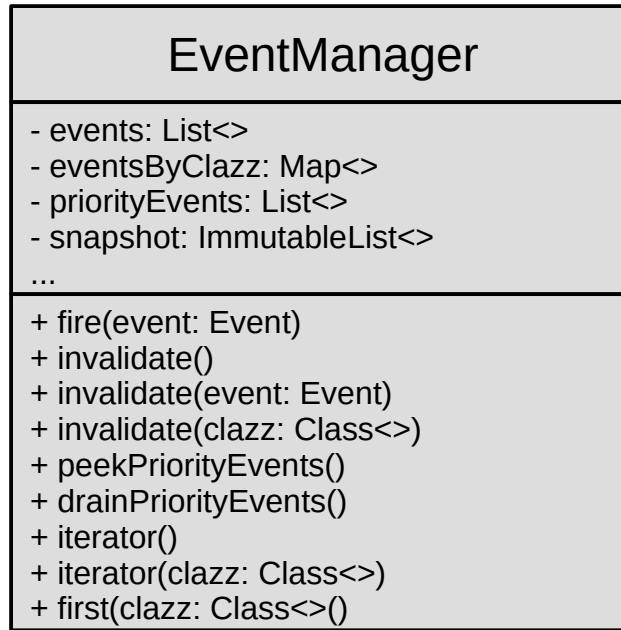 EventManager
- events: List<>
- eventsByClazz: Map<>
- priorityEvents: List<>
- snapshot: ImmutableList<>
...
+ fire(event: Event)
+ invalidate()
+ invalidate(event: Event)
+ invalidate(clazz: Class<>)
+ peekPriorityEvents()
+ drainPriorityEvents()
+ iterator()
+ iterator(clazz: Class<>)
+ first(clazz: Class<>()